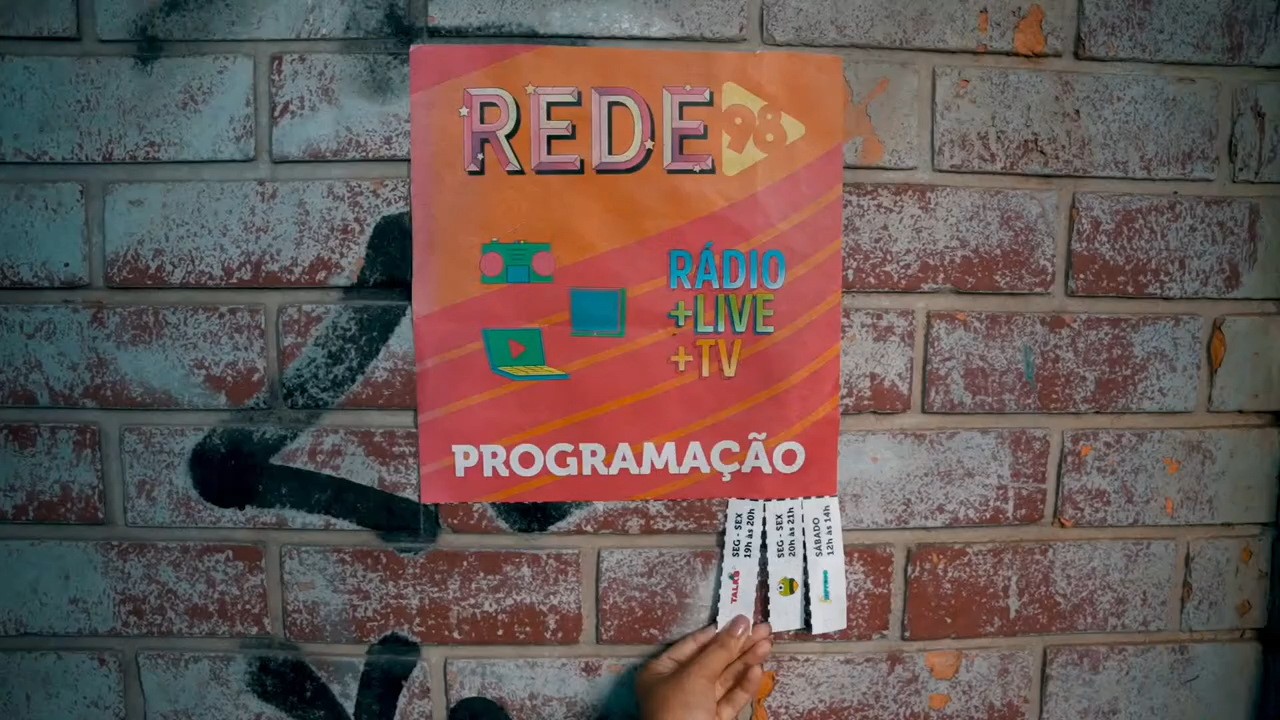 REDE 98
RÁDIO
+LIVE
+TV
PROGRAMAÇÃO
SEG - SEX
19h às 20h
TALKS
SEG - SEX
20h às 21h
SÁBADO
12h às 14h